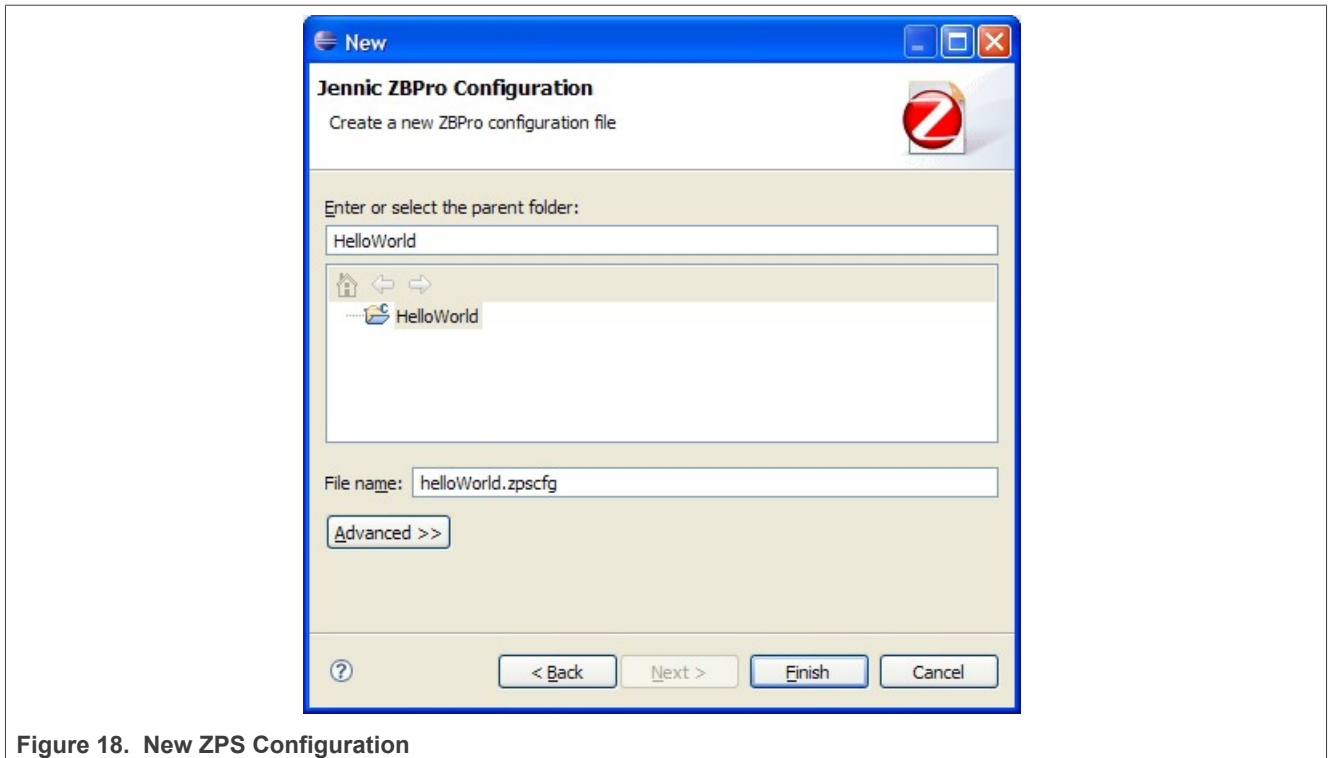 New
Jennic ZBPro Configuration
Create a new ZBPro configuration file
Enter or select the parent folder:
HelloWorld
HelloWorld
File name: helloWorld.zpscfg
Advanced >>
< Back Next > Finish Cancel
Figure 18. New ZPS Configuration